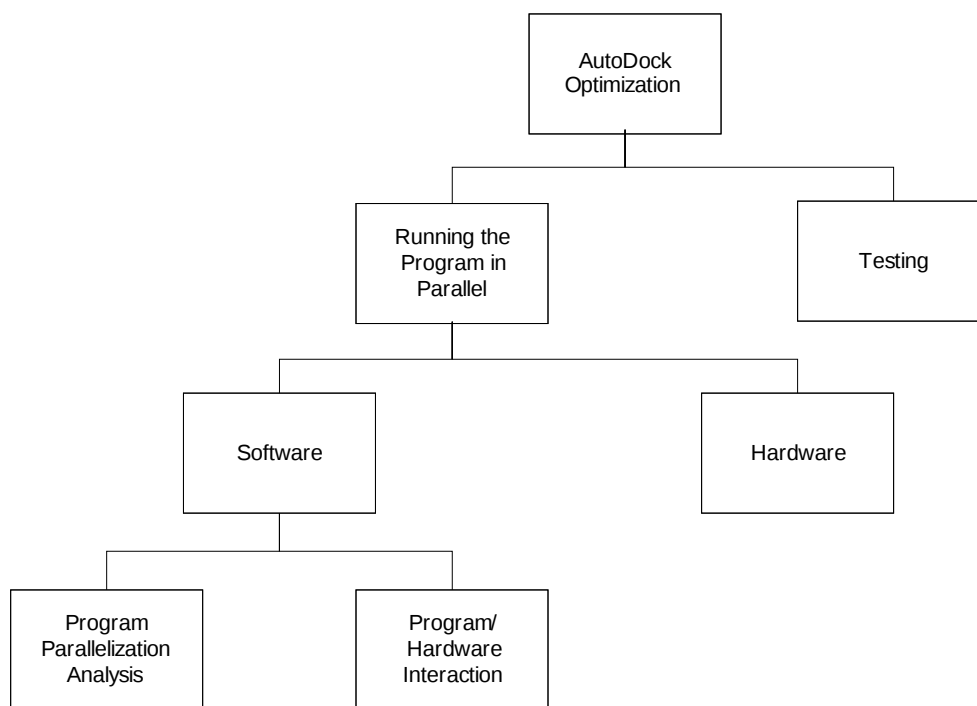 AutoDock
Optimization
Running the
Program in
Parallel
Testing
Software
Hardware
Program
Parallelization
Analysis
Program/
Hardware
Interaction